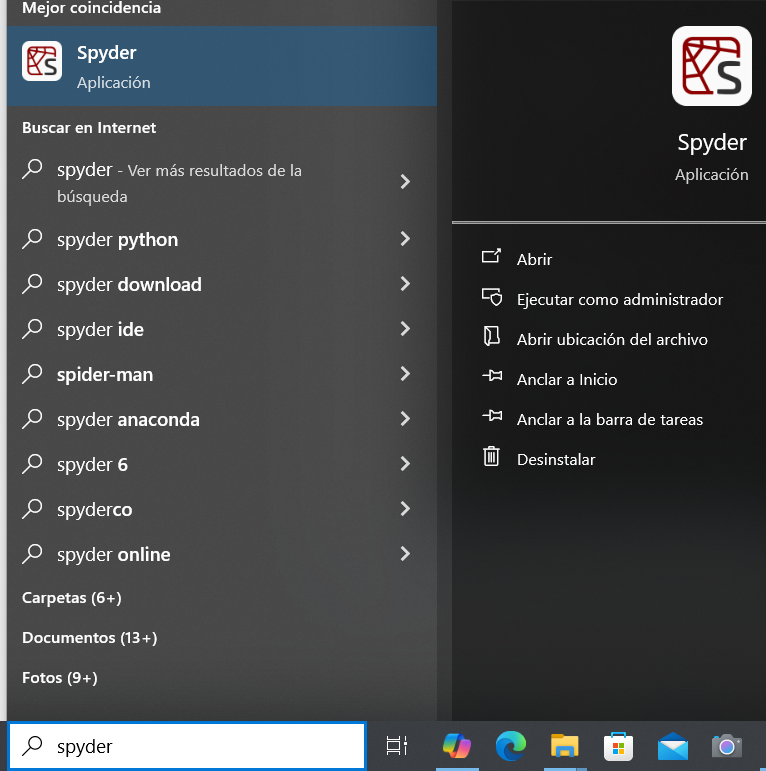 Mejor coincidencia
Spyder
Aplicación
Buscar en Internet
spyder - Ver más resultados de la
búsqueda
spyder python
spyder download
spyder ide
spider-man
spyder anaconda
spyder 6
spyderco
spyder online
Carpetas (6+)
Documentos (13+)
Fotos (9+)
spyder
S
Spyder
Aplicación
Abrir
Ejecutar como administrador
Abrir ubicación del archivo
Anclar a Inicio
Anclar a la barra de tareas
Desinstalar